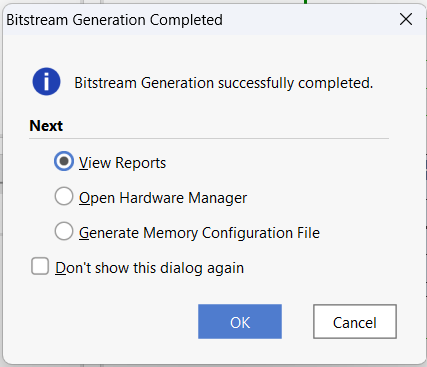 Bitstream Generation Completed
Bitstream Generation successfully completed.
Next
View Reports
Open Hardware Manager
Generate Memory Configuration File
Don't show this dialog again
OK
Cancel